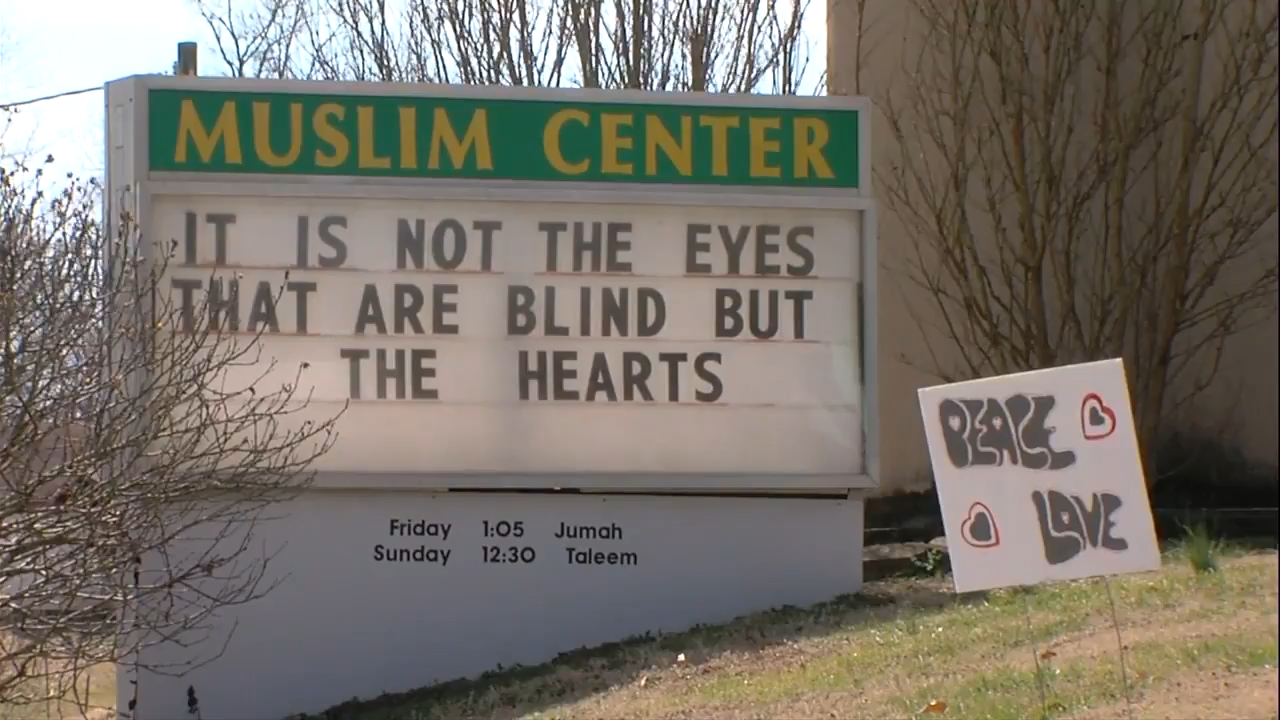 MUSLIM CENTER
IT IS NOT THE EYES
THAT ARE BLIND BUT
THE HEARTS
Friday 1:05 Jumah
Sunday 12:30 Taleem
PEACE
LOVE